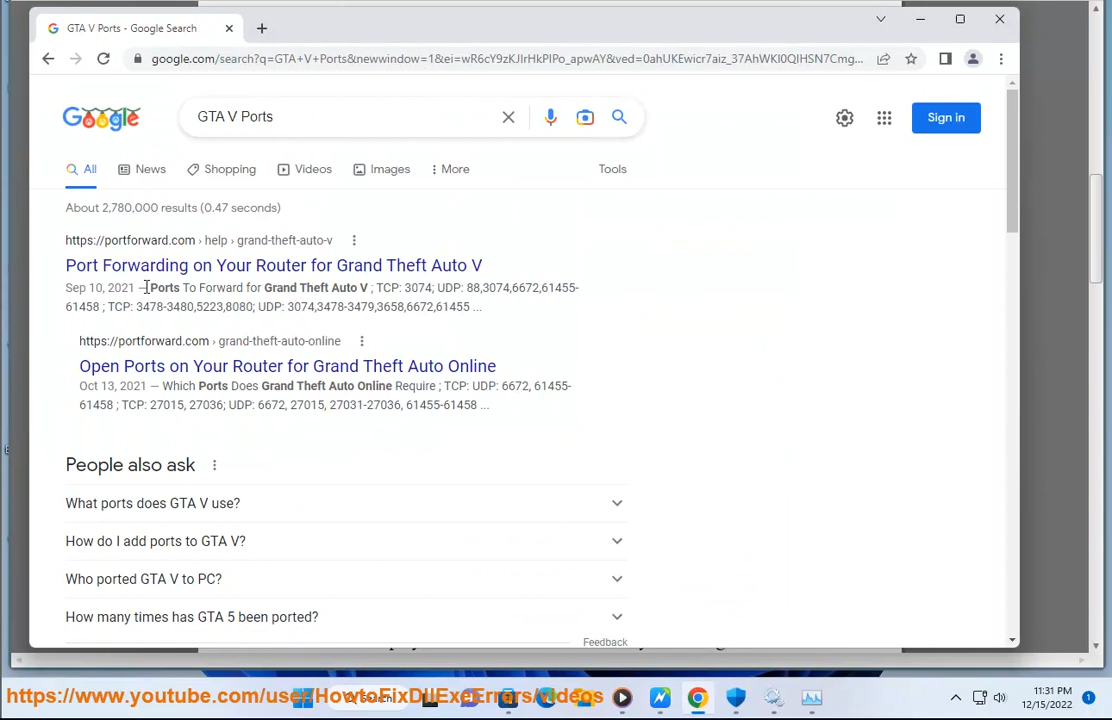 GTA V Ports - Google Search
google.com/search?q=GTA+V+Ports&newwindow=1&ei=wR6cY9zKJIrHkPIPo_apwAY&ved=0ahUKEwicr7aiz_37AhWKI0QIHSN7Cmg...
Google
GTA V Ports
Sign in
All
News
Shopping
Videos
Images
More
Tools
About 2,780,000 results (0.47 seconds)
https://portforward.com › help › grand-theft-auto-v
Port Forwarding on Your Router for Grand Theft Auto V
Sep 10, 2021 — Ports To Forward for Grand Theft Auto V ; TCP: 3074; UDP: 88,3074,6672,61455-
61458 ; TCP: 3478-3480,5223,8080; UDP: 3074,3478-3479,3658,6672,61455 ...
https://portforward.com › grand-theft-auto-online
Open Ports on Your Router for Grand Theft Auto Online
Oct 13, 2021 — Which Ports Does Grand Theft Auto Online Require ; TCP: UDP: 6672, 61455-
61458 ; TCP: 27015, 27036; UDP: 6672, 27015, 27031-27036, 61455-61458 ...
People also ask
What ports does GTA V use?
How do I add ports to GTA V?
Who ported GTA V to PC?
How many times has GTA 5 been ported?
Feedback
https://www.youtube.com/user/HowtoFixDllExeErrers/videos
11:31 PM
12/15/2022
1